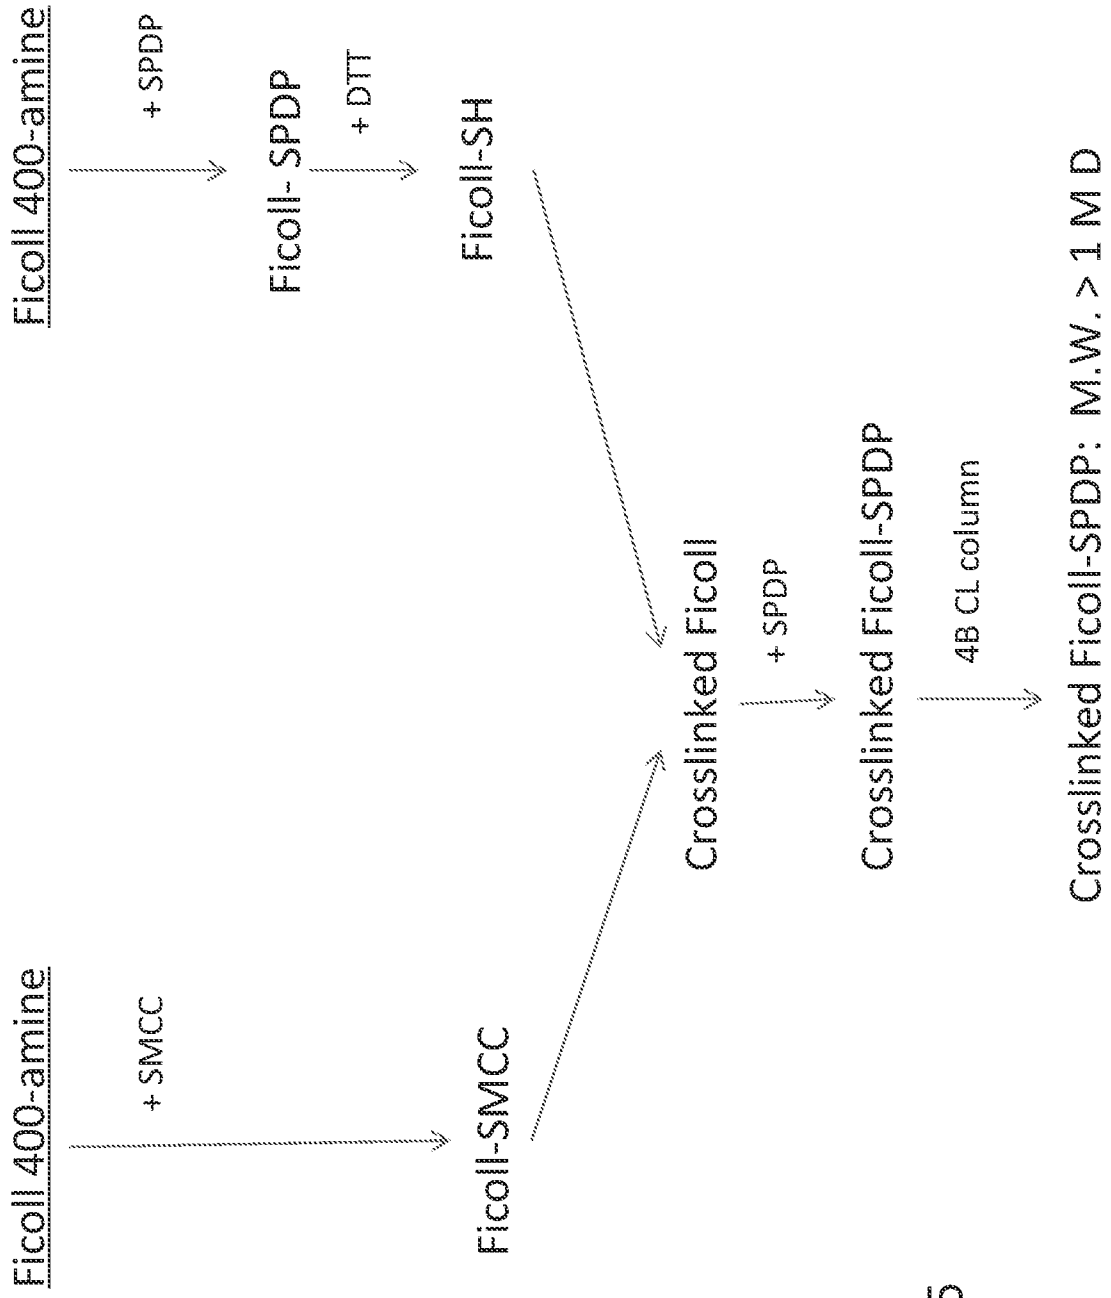 Ficoll 400-amine
+ SMCC
Ficoll-SMCC
Ficoll 400-amine
+ SPDP
Ficoll- SPDP
+ DTT
Ficoll-SH
Crosslinked Ficoll
+ SPDP
Crosslinked Ficoll-SPDP
4B CL column
Crosslinked Ficoll-SPDP: M.W. > 1 M D
5